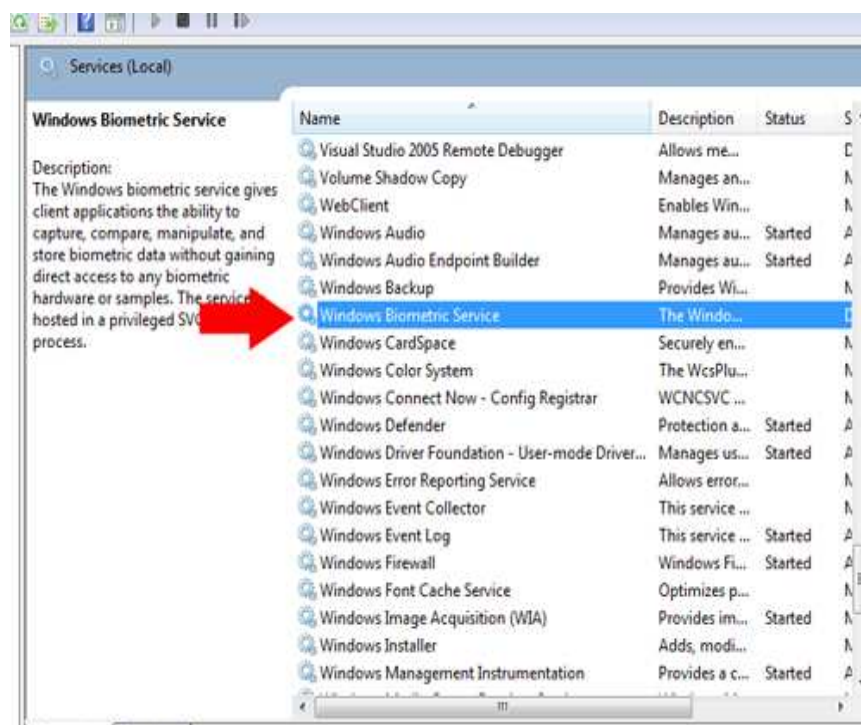 Services (Local)
Windows Biometric Service
Description:
The Windows biometric service gives
client applications the ability to
capture, compare, manipulate, and
store biometric data without gaining
direct access to any biometric
hardware or samples. The service
hosted in a privileged
process.
Name Description Status S
Visual Studio 2005 Remote Debugger Allows me... D
Volume Shadow Copy Manages an... M
WebClient Enables Win... M
Windows Audio Manages au... Started A
Windows Audio Endpoint Builder Manages au... Started A
Windows Backup Provides Wi... M
Windows Biometric Service The Windo... D
Windows CardSpace Securely en... M
Windows Color System The WcsPlu... M
Windows Connect Now - Config Registrar WCNCSVC ... M
Windows Defender Protection a... Started A
Windows Driver Foundation - User-mode Driver... Manages us... Started A
Windows Error Reporting Service Allows error... M
Windows Event Collector This service ... M
Windows Event Log This service ... Started A
Windows Firewall Windows Fi... Started A
Windows Font Cache Service Optimizes p... M
Windows Image Acquisition (WIA) Provides im... Started A
Windows Installer Adds, modi... M
Windows Management Instrumentation Provides a c... Started A